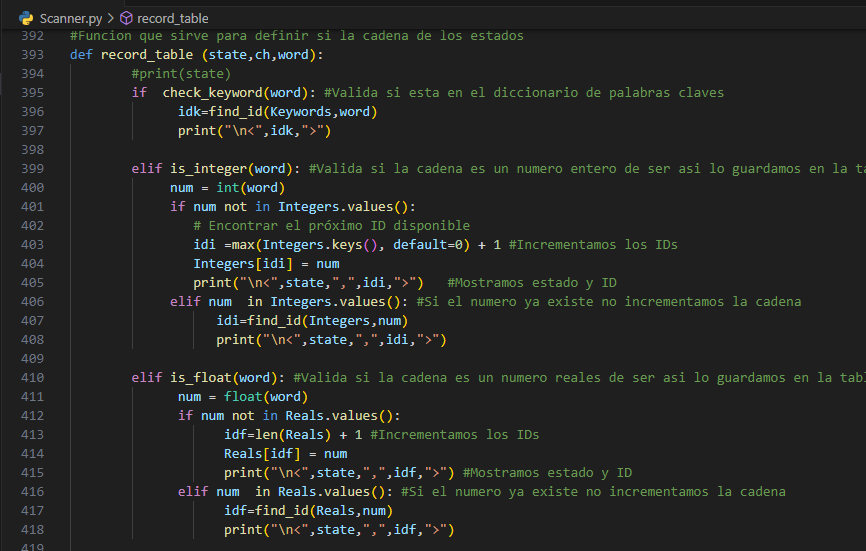 Scanner.py > record_table
392 #Funcion que sirve para definir si la cadena de los estados
393 def record_table (state,ch,word):
394 #print(state)
395 if  check_keyword(word): #Valida si esta en el diccionario de palabras claves
396 idk=find_id(Keywords,word)
397 print("\n<",idk,">")
398
399 elif is_integer(word): #Valida si la cadena es un numero entero de ser asi lo guardamos en la ta
400 num = int(word)
401 if num not in Integers.values():
402 # Encontrar el próximo ID disponible
403 idi =max(Integers.keys(), default=0) + 1 #Incrementamos los IDs
404 Integers[idi] = num
405 print("\n<",state,",",idi,">")   #Mostramos estado y ID
406 elif num  in Integers.values(): #Si el numero ya existe no incrementamos la cadena
407 idi=find_id(Integers,num)
408 print("\n<",state,",",idi,">")
409
410 elif is_float(word): #Valida si la cadena es un numero reales de ser asi lo guardamos en la tabl
411 num = float(word)
412 if num not in Reals.values():
413 idf=len(Reals) + 1 #Incrementamos los IDs
414 Reals[idf] = num
415 print("\n<",state,",",idf,">") #Mostramos estado y ID
416 elif num  in Reals.values(): #Si el numero ya existe no incrementamos la cadena
417 idf=find_id(Reals,num)
418 print("\n<",state,",",idf,">")
419